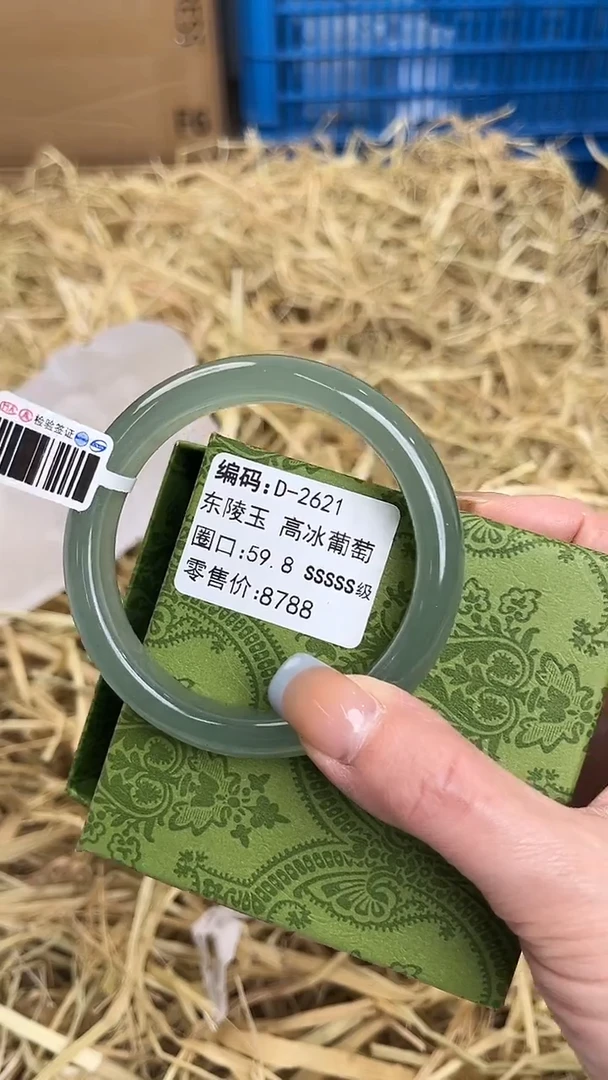 检验签证
编码:D-2621
东陵玉 高冰葡萄
圈口:59.8 SSSSS级
零售价:8788